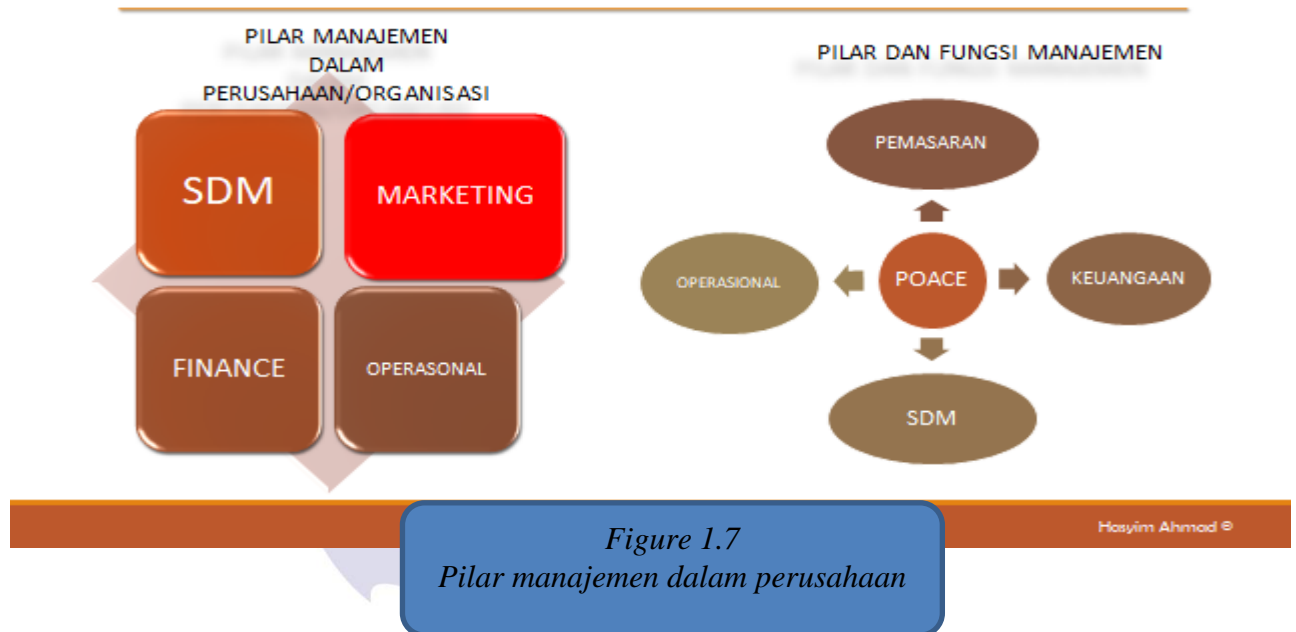 PILAR MANAJEMEN
DALAM
PERUSAHAAN/ORGANISASI
SDM
MARKETING
FINANCE
OPERASONAL
PILAR DAN FUNGSI MANAJEMEN
PEMASARAN
OPERASIONAL
POACE
KEUANGAAN
SDM
Hasyim Ahmad ©
Figure 1.7
Pilar manajemen dalam perusahaan